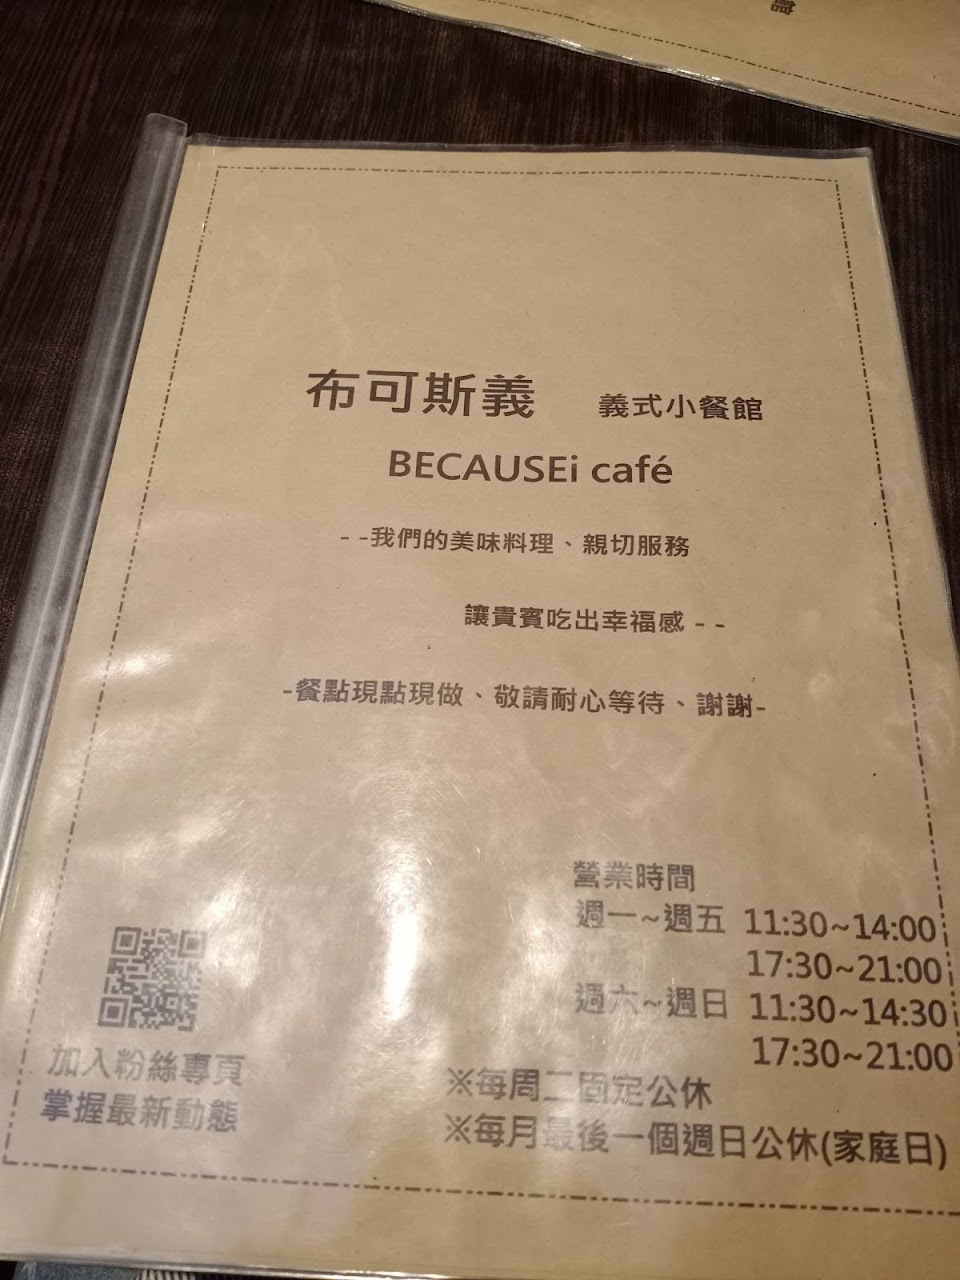 館
布可斯義 義式小餐館
BECAUSEi café
- -我們的美味料理、親切服務
讓貴賓吃出幸福感- -
-餐點現點現做、敬請耐心等待、謝謝-
營業時間
週一~週五 11:30~14:00
17:30~21:00
週六~週日 11:30~14:30
17:30~21:00
※每周二固定公休
※每月最後一個週日公休(家庭日)
加入粉絲專頁
掌握最新動態